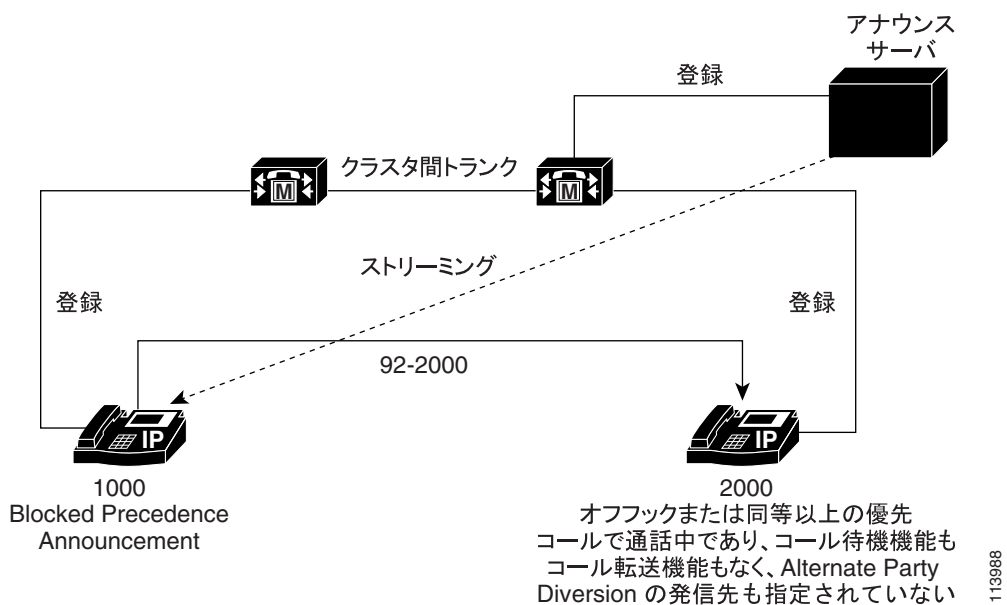 アナウンス
サーバ
登録
クラスタ間トランク
M
M
ストリーミング
登録
登録
92-2000
IP
IP
1000
Blocked Precedence
Announcement
2000
オフフックまたは同等以上の優先
コールで通話中であり、コール待機機能も
コール転送機能もなく、Alternate Party
Diversion の発信先も指定されていない
113988